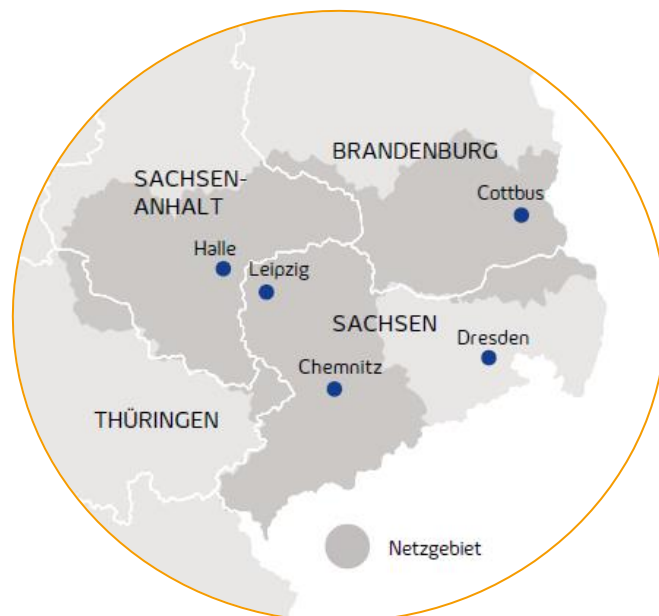 BRANDENBURG
SACHSEN-
ANHALT
Cottbus
Halle
Leipzig
SACHSEN
Dresden
Chemnitz
THÜRINGEN
Netzgebiet